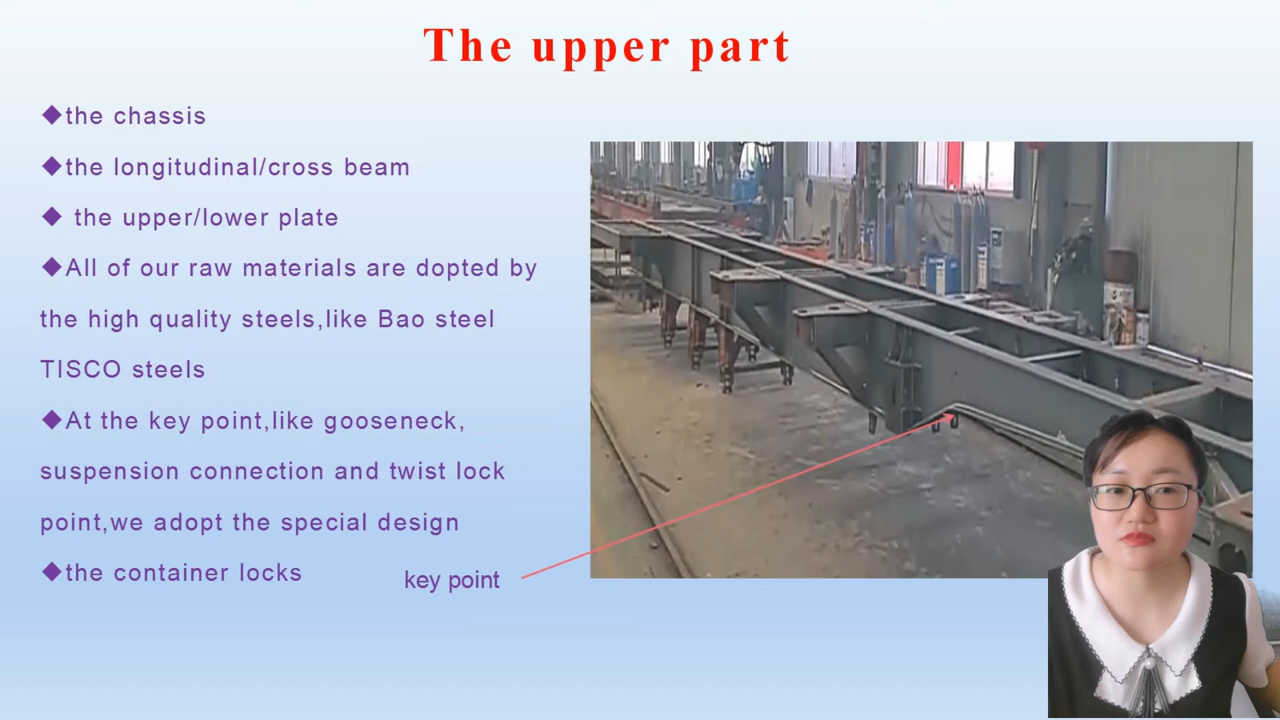 The upper part
◆the chassis
◆the longitudinal/cross beam
◆ the upper/lower plate
◆All of our raw materials are dopted by
the high quality steels,like Bao steel
TISCO steels
◆At the key point,like gooseneck,
suspension connection and twist lock
point,we adopt the special design
◆the container locks
key point